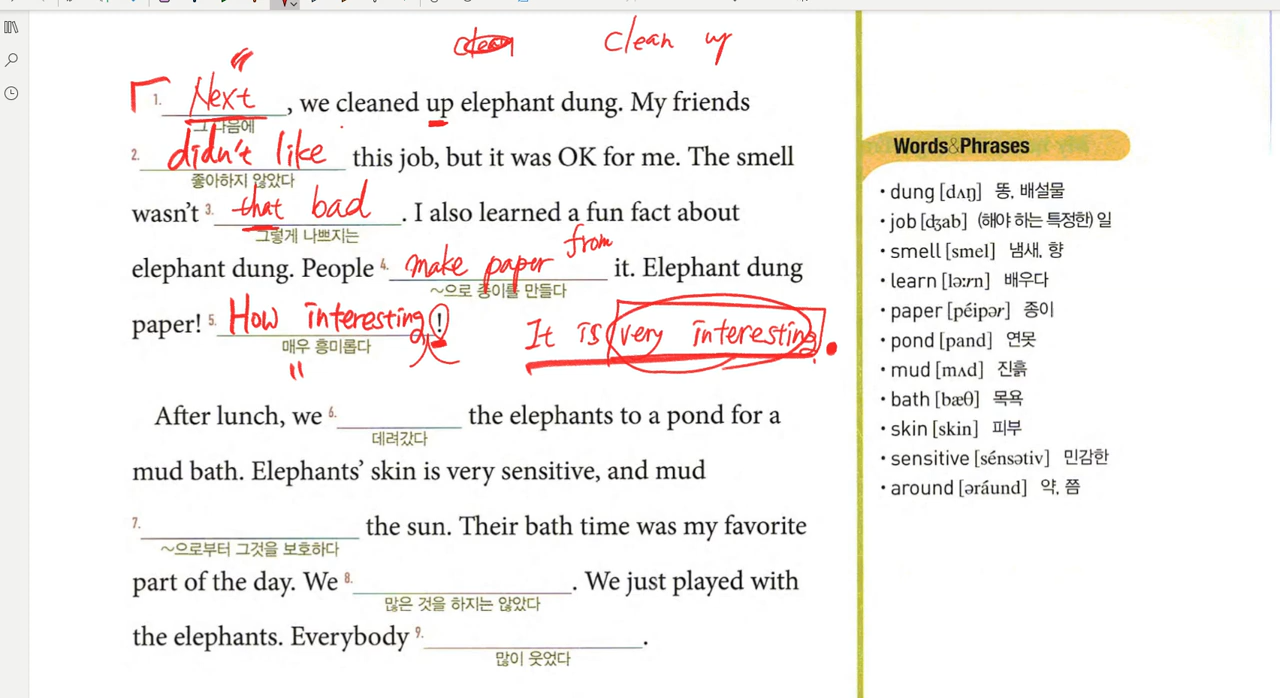 clean up
1. Next , we cleaned up elephant dung. My friends
그 다음에
2. didn't like this job, but it was OK for me. The smell
좋아하지 않았다
wasn't 3. that bad . I also learned a fun fact about
그렇게 나쁘지는
from
elephant dung. People 4. make paper it. Elephant dung
~으로 종이를 만들다
paper! 5. How interesting! It is very interesting.
매우 흥미롭다
After lunch, we 6. the elephants to a pond for a
데려갔다
mud bath. Elephants' skin is very sensitive, and mud
7. the sun. Their bath time was my favorite
~으로부터 그것을 보호하다
part of the day. We 8. . We just played with
많은 것을 하지는 않았다
the elephants. Everybody 9. .
많이 웃었다
Words&Phrases
• dung [dʌŋ] 똥, 배설물
• job [dʒab] (해야 하는 특정한) 일
• smell [smel] 냄새, 향
• learn [ləːrn] 배우다
• paper [péipər] 종이
• pond [pand] 연못
• mud [mʌd] 진흙
• bath [bæθ] 목욕
• skin [skin] 피부
• sensitive [sénsətiv] 민감한
• around [əráund] 약, 쯤